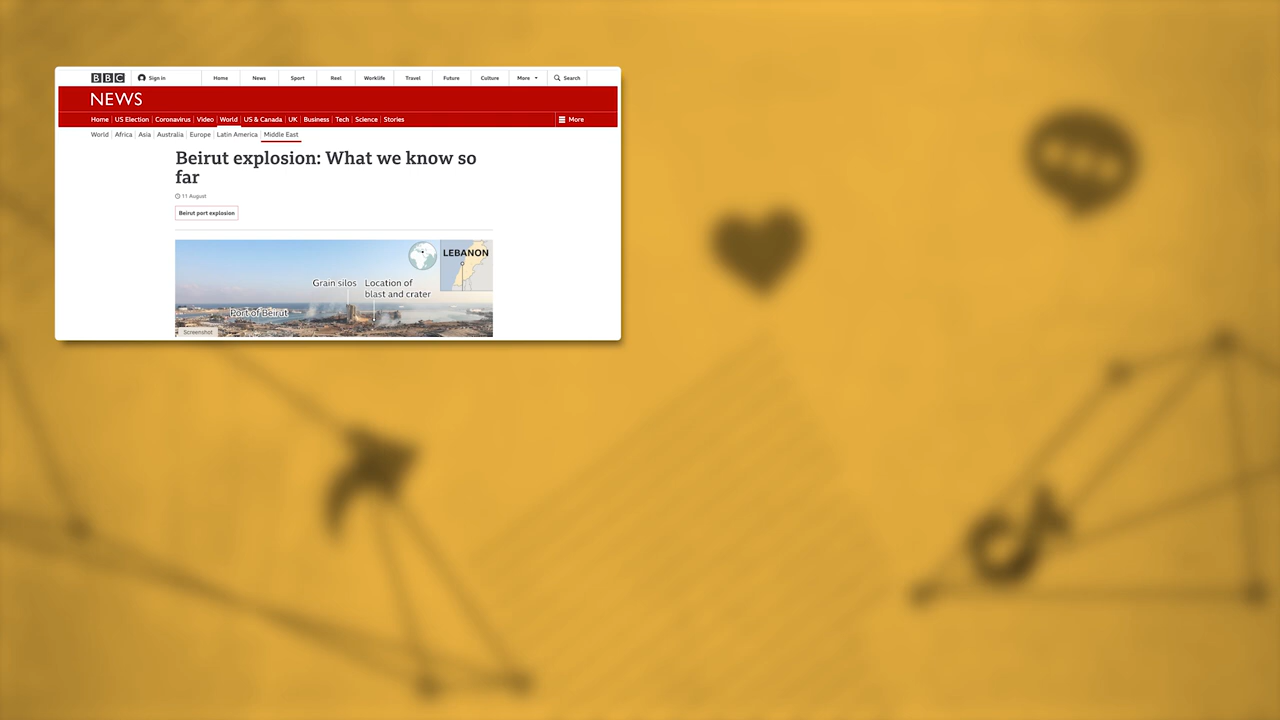 BBC Sign in Home News Sport Reel Worklife Travel Future Culture More Search
NEWS
Home US Election Coronavirus Video World US & Canada UK Business Tech Science Stories More
World Africa Asia Australia Europe Latin America Middle East
Beirut explosion: What we know so
far
11 August
Beirut port explosion
LEBANON
Grain silos Location of
blast and crater
Port of Beirut
Screenshot